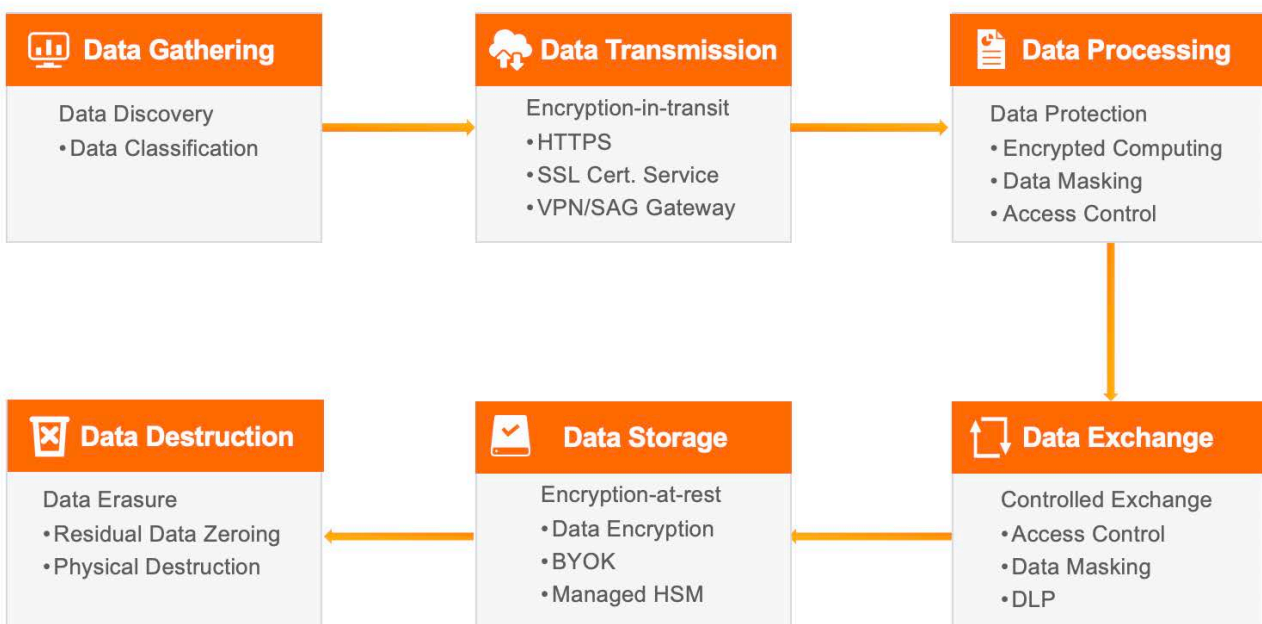 Data Gathering
Data Discovery
•Data Classification
Data Transmission
Encryption-in-transit
•HTTPS
•SSL Cert. Service
•VPN/SAG Gateway
Data Processing
Data Protection
• Encrypted Computing
• Data Masking
• Access Control
Data Exchange
Controlled Exchange
•Access Control
•Data Masking
•DLP
Data Storage
Encryption-at-rest
•Data Encryption
•BYOK
•Managed HSM
Data Destruction
Data Erasure
•Residual Data Zeroing
•Physical Destruction